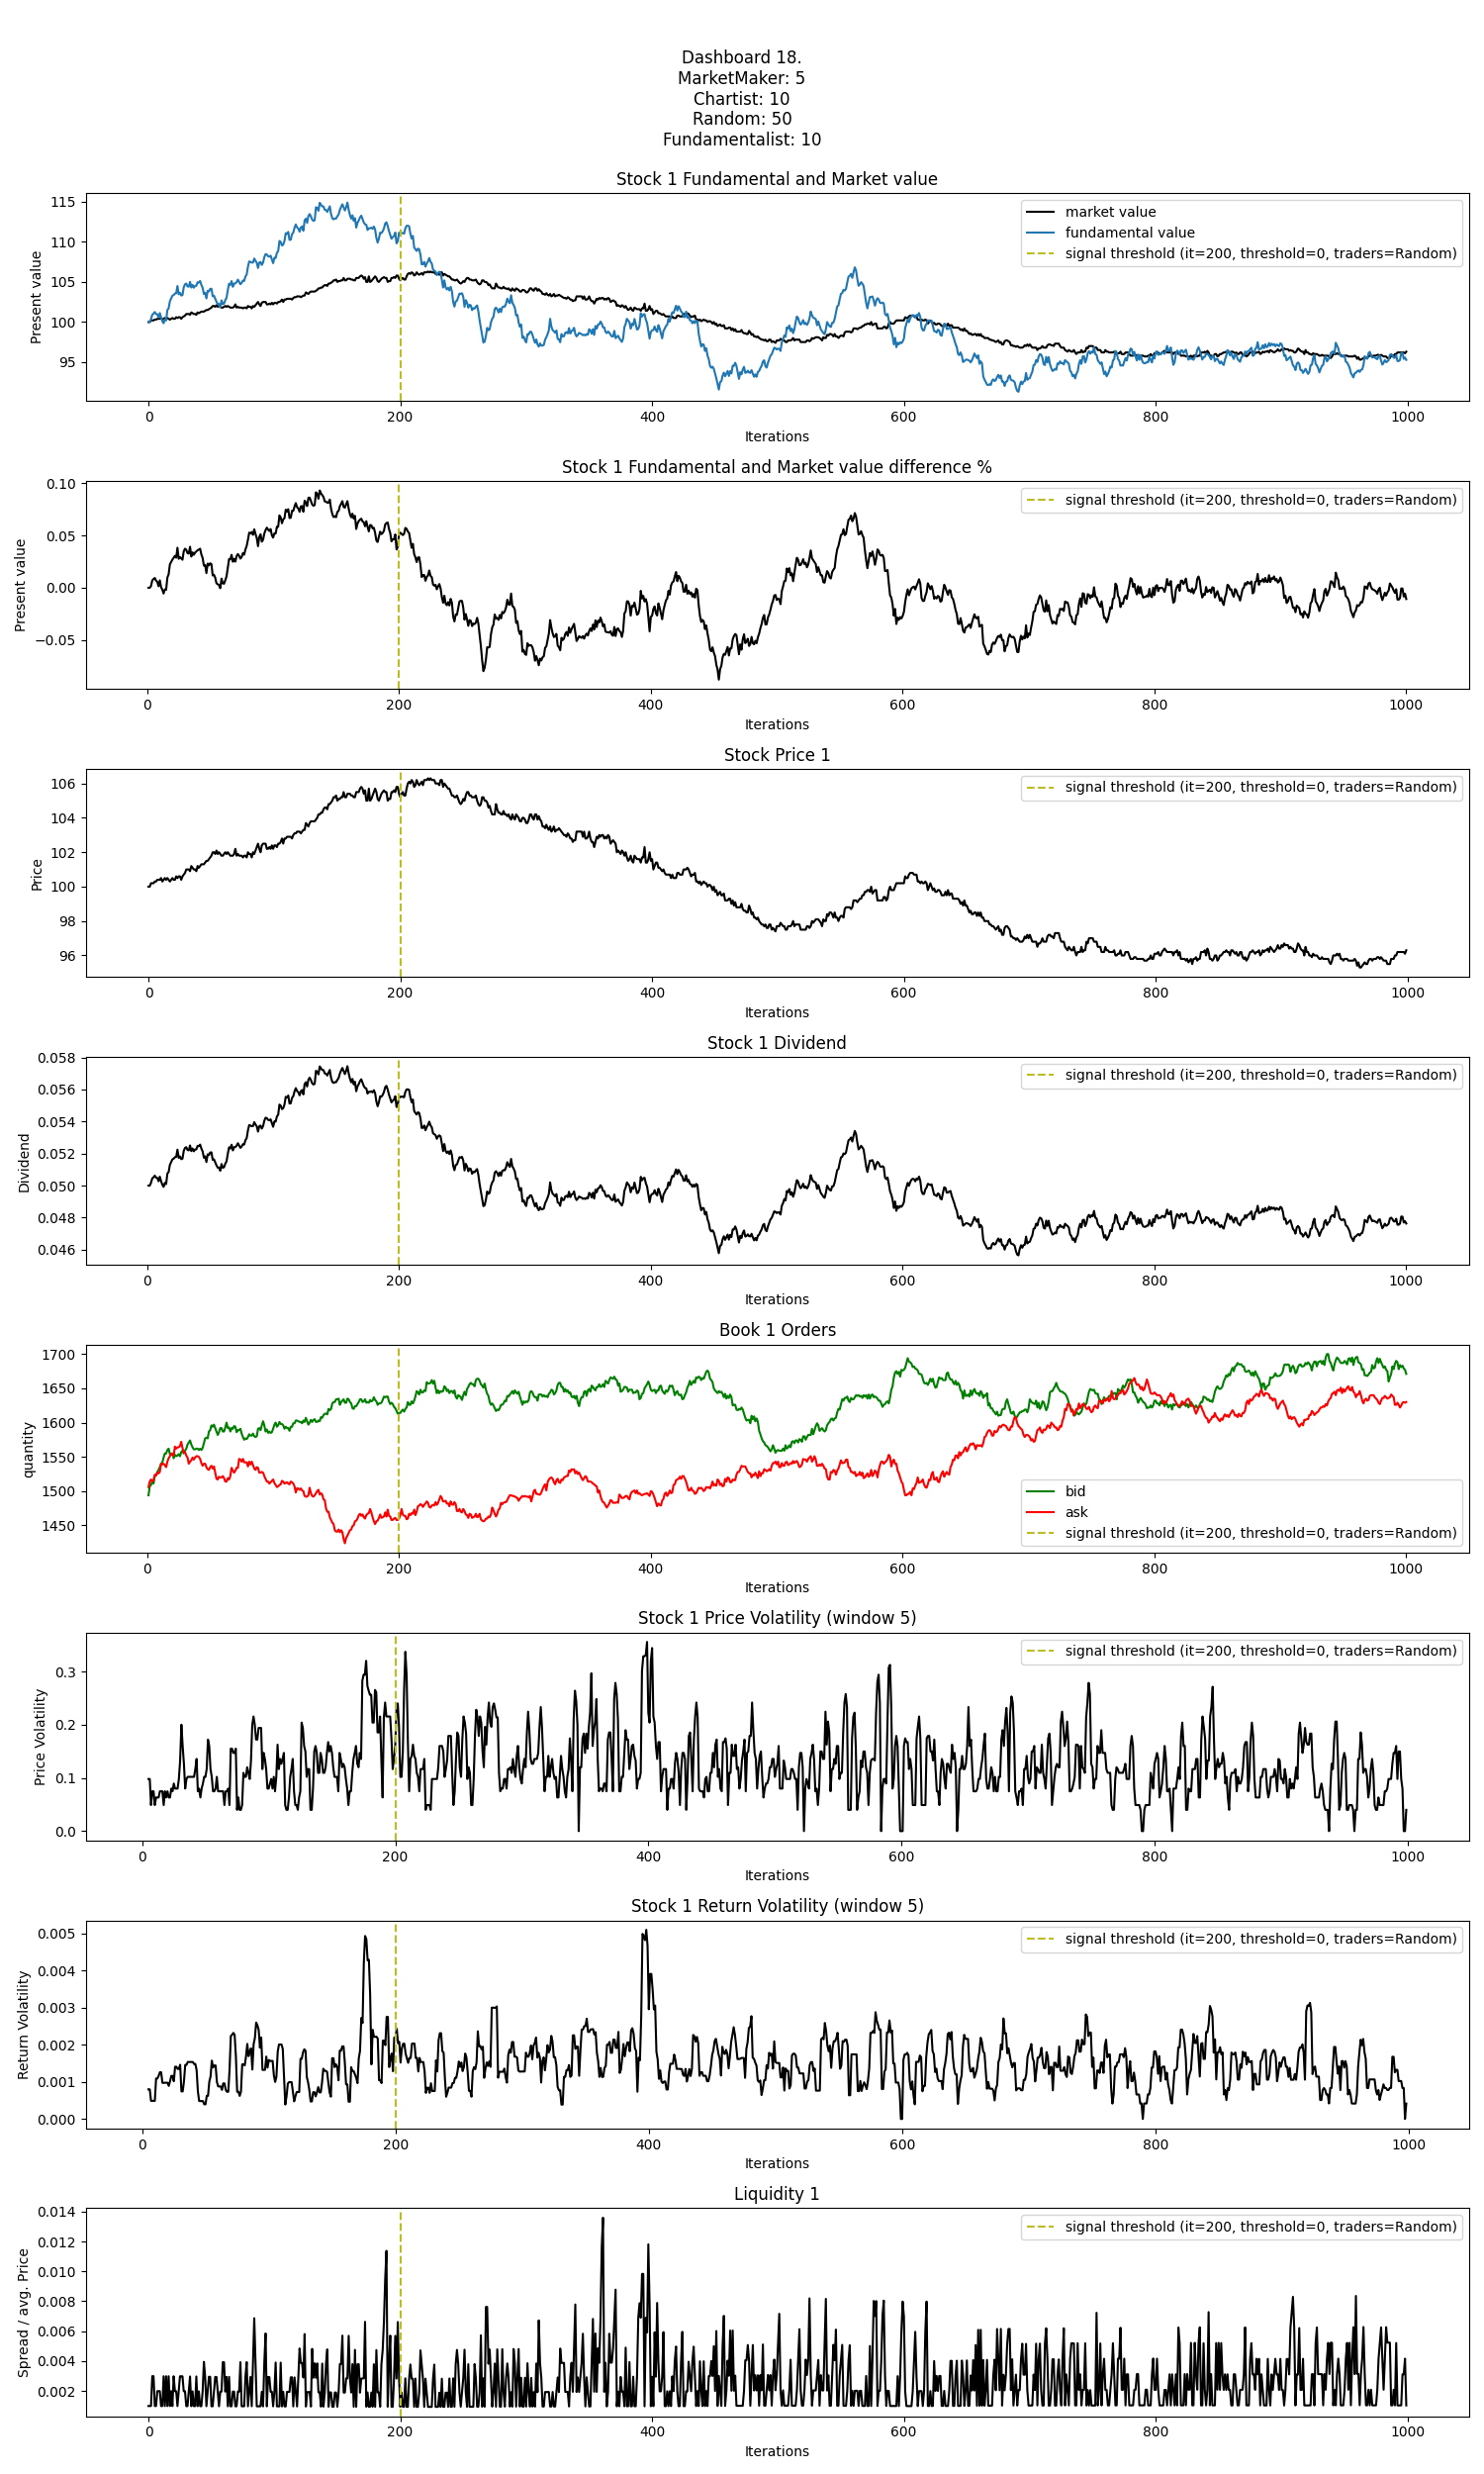 Dashboard 18.
MarketMaker: 5
Chartist: 10
Random: 50
Fundamentalist: 10
Stock 1 Fundamental and Market value
Present value
115
110
105
100
95
market value
fundamental value
signal threshold (it=200, threshold=0, traders=Random)
0 200 400 600 800 1000
Iterations
Stock 1 Fundamental and Market value difference %
Present value
0.10
0.05
0.00
−0.05
signal threshold (it=200, threshold=0, traders=Random)
0 200 400 600 800 1000
Iterations
Stock Price 1
Price
106
104
102
100
98
96
signal threshold (it=200, threshold=0, traders=Random)
0 200 400 600 800 1000
Iterations
Stock 1 Dividend
Dividend
0.058
0.056
0.054
0.052
0.050
0.048
0.046
signal threshold (it=200, threshold=0, traders=Random)
0 200 400 600 800 1000
Iterations
Book 1 Orders
quantity
1700
1650
1600
1550
1500
1450
bid
ask
signal threshold (it=200, threshold=0, traders=Random)
0 200 400 600 800 1000
Iterations
Stock 1 Price Volatility (window 5)
Price Volatility
0.3
0.2
0.1
0.0
signal threshold (it=200, threshold=0, traders=Random)
0 200 400 600 800 1000
Iterations
Stock 1 Return Volatility (window 5)
Return Volatility
0.005
0.004
0.003
0.002
0.001
0.000
signal threshold (it=200, threshold=0, traders=Random)
0 200 400 600 800 1000
Iterations
Liquidity 1
Spread / avg. Price
0.014
0.012
0.010
0.008
0.006
0.004
0.002
signal threshold (it=200, threshold=0, traders=Random)
0 200 400 600 800 1000
Iterations